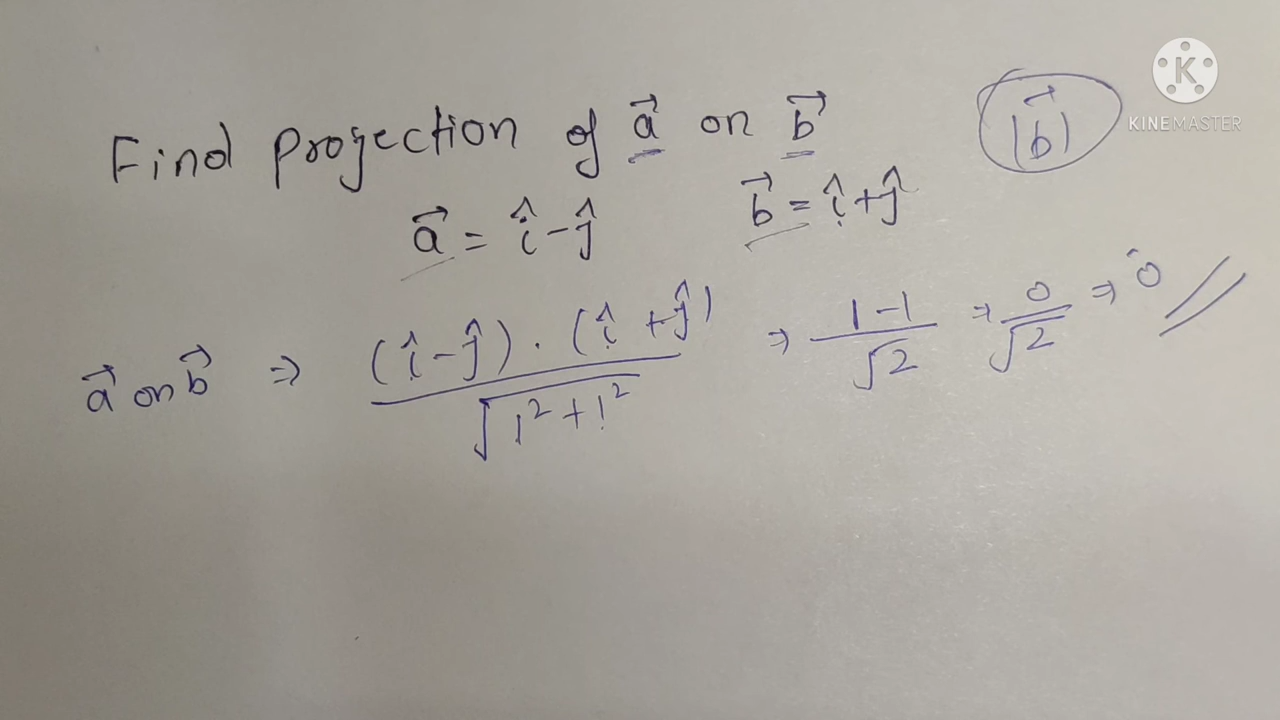 Find projection of a⃗ on b⃗
|b⃗|
K
KINEMASTER
a⃗ = î - ĵ b⃗ = î + ĵ
a⃗ on b⃗ ⇒ (î - ĵ) · (î + ĵ) / √1² + 1² ⇒ 1 - 1 / √2 ⇒ 0 / √2 ⇒ 0 //